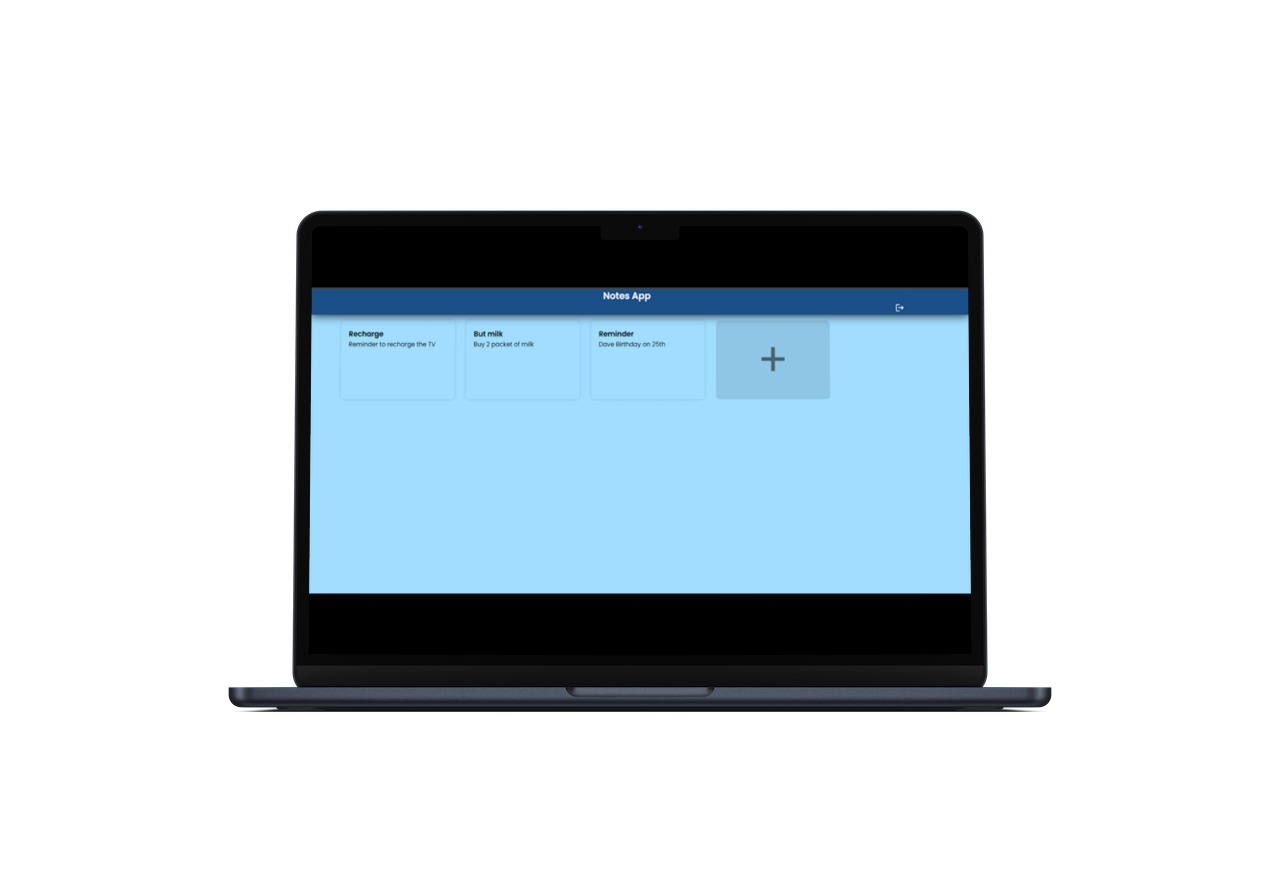 Notes App
Recharge
Reminder to recharge the TV
But milk
Buy 2 packet of milk
Reminder
Dave Birthday on 25th